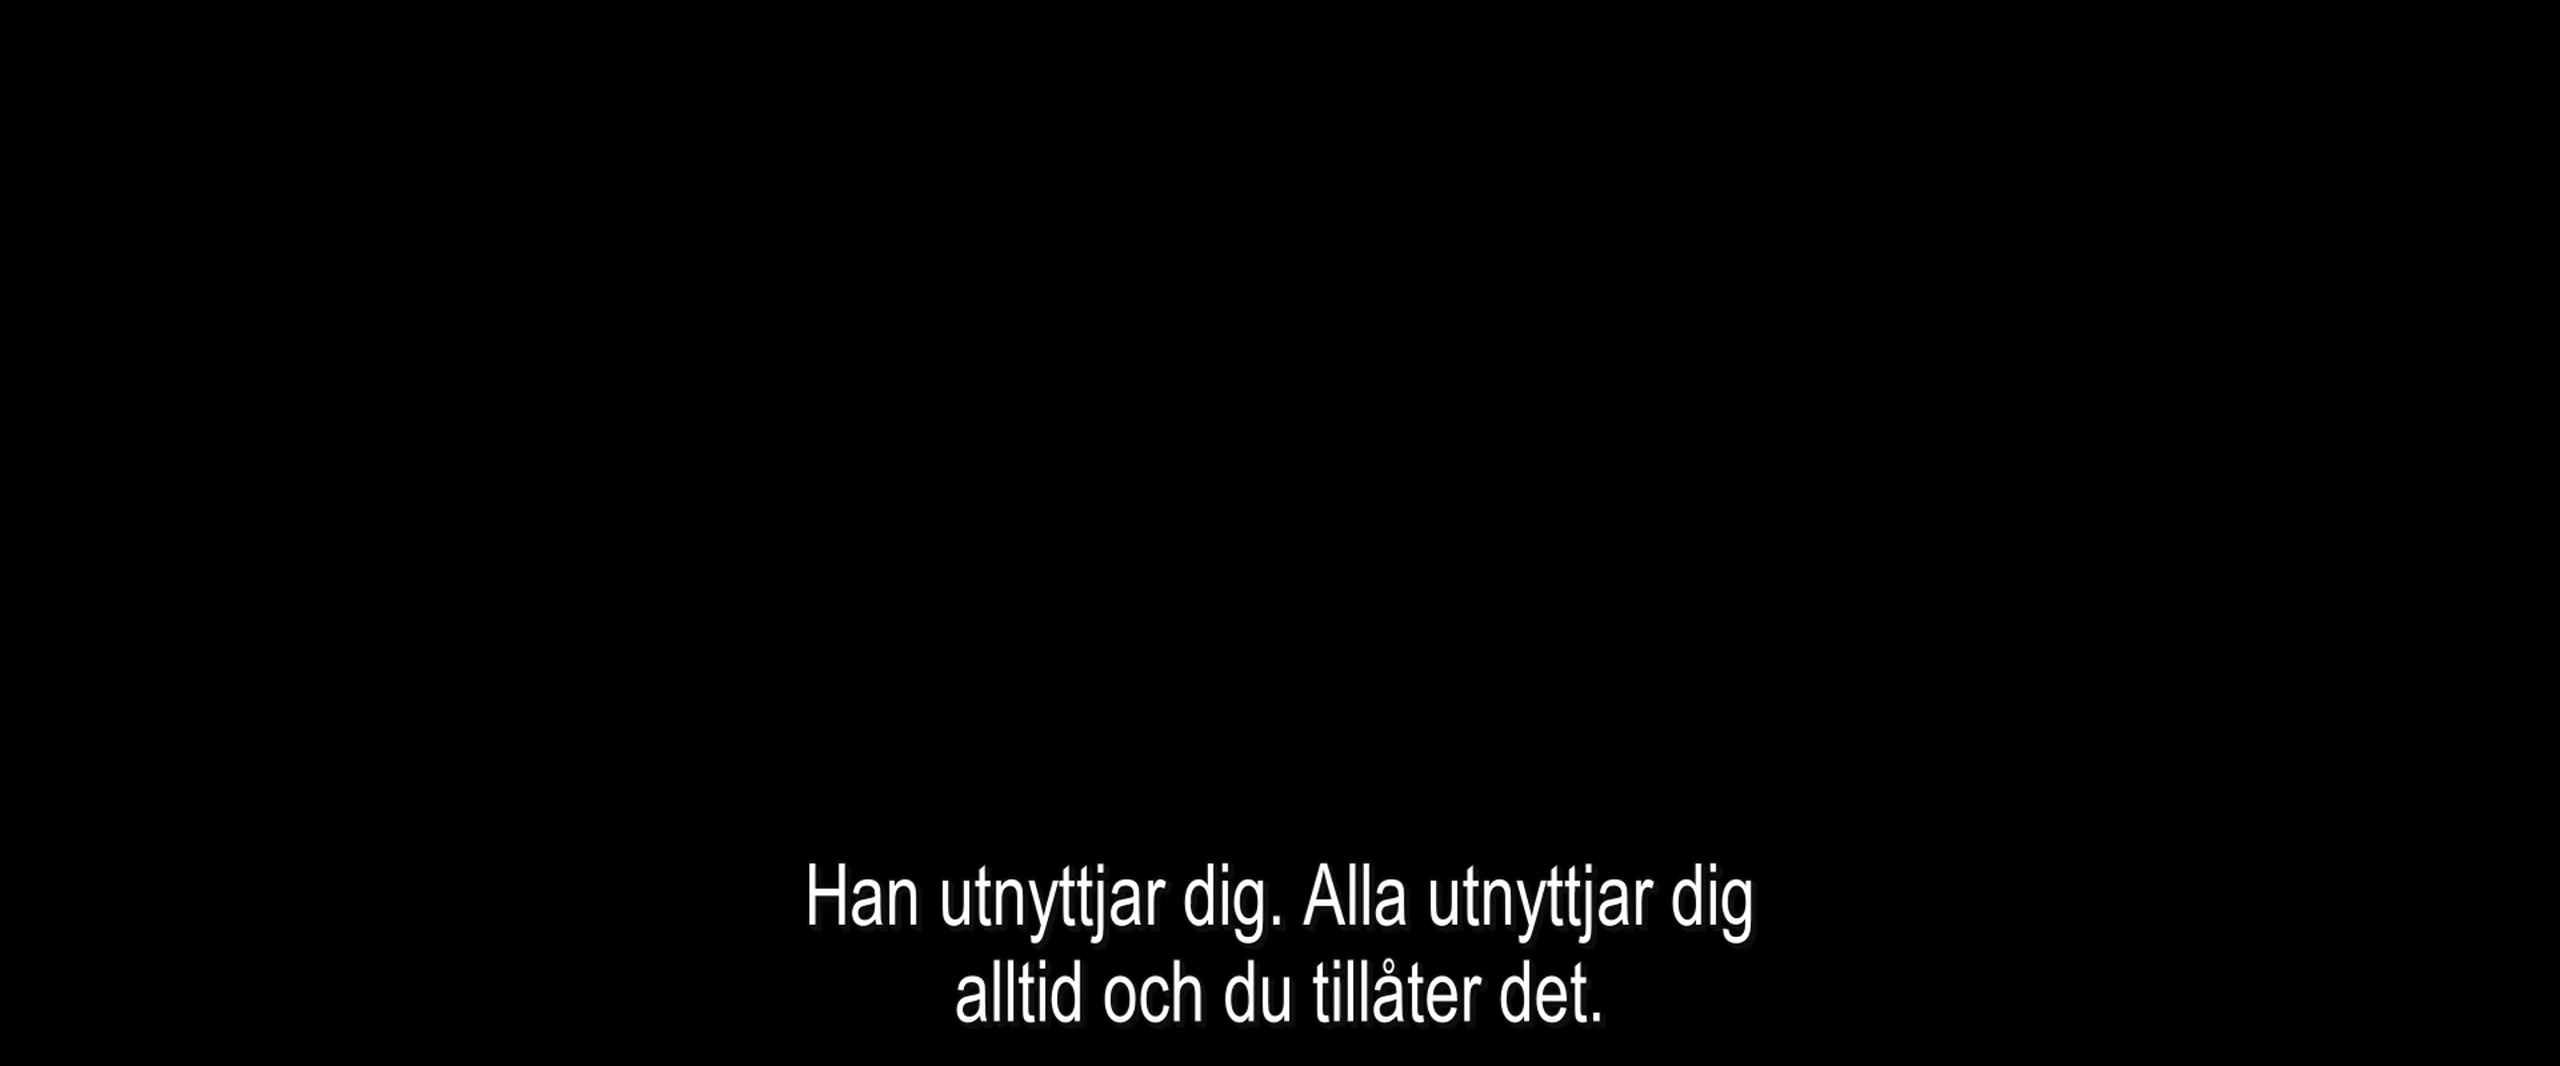 Han utnyttjar dig. Alla utnyttjar dig
alltid och du tillåter det.